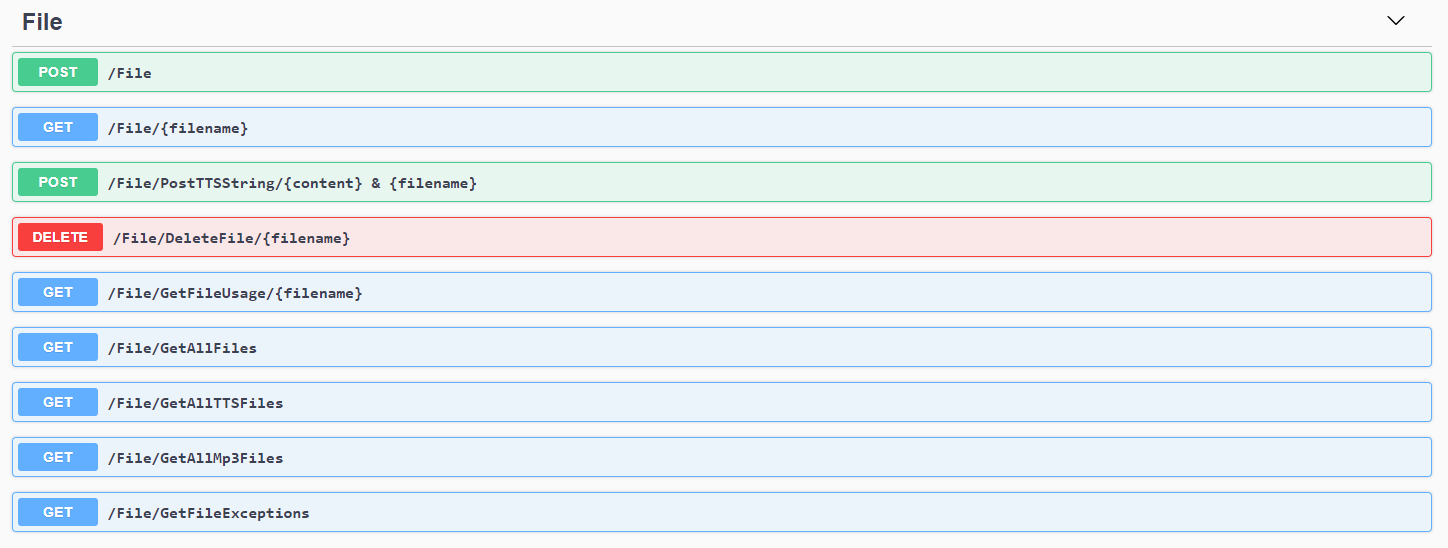 File
POST /File
GET /File/{filename}
POST /File/PostTTSString/{content} & {filename}
DELETE /File/DeleteFile/{filename}
GET /File/GetFileUsage/{filename}
GET /File/GetAllFiles
GET /File/GetAllTTSFiles
GET /File/GetAllMp3Files
GET /File/GetFileExceptions